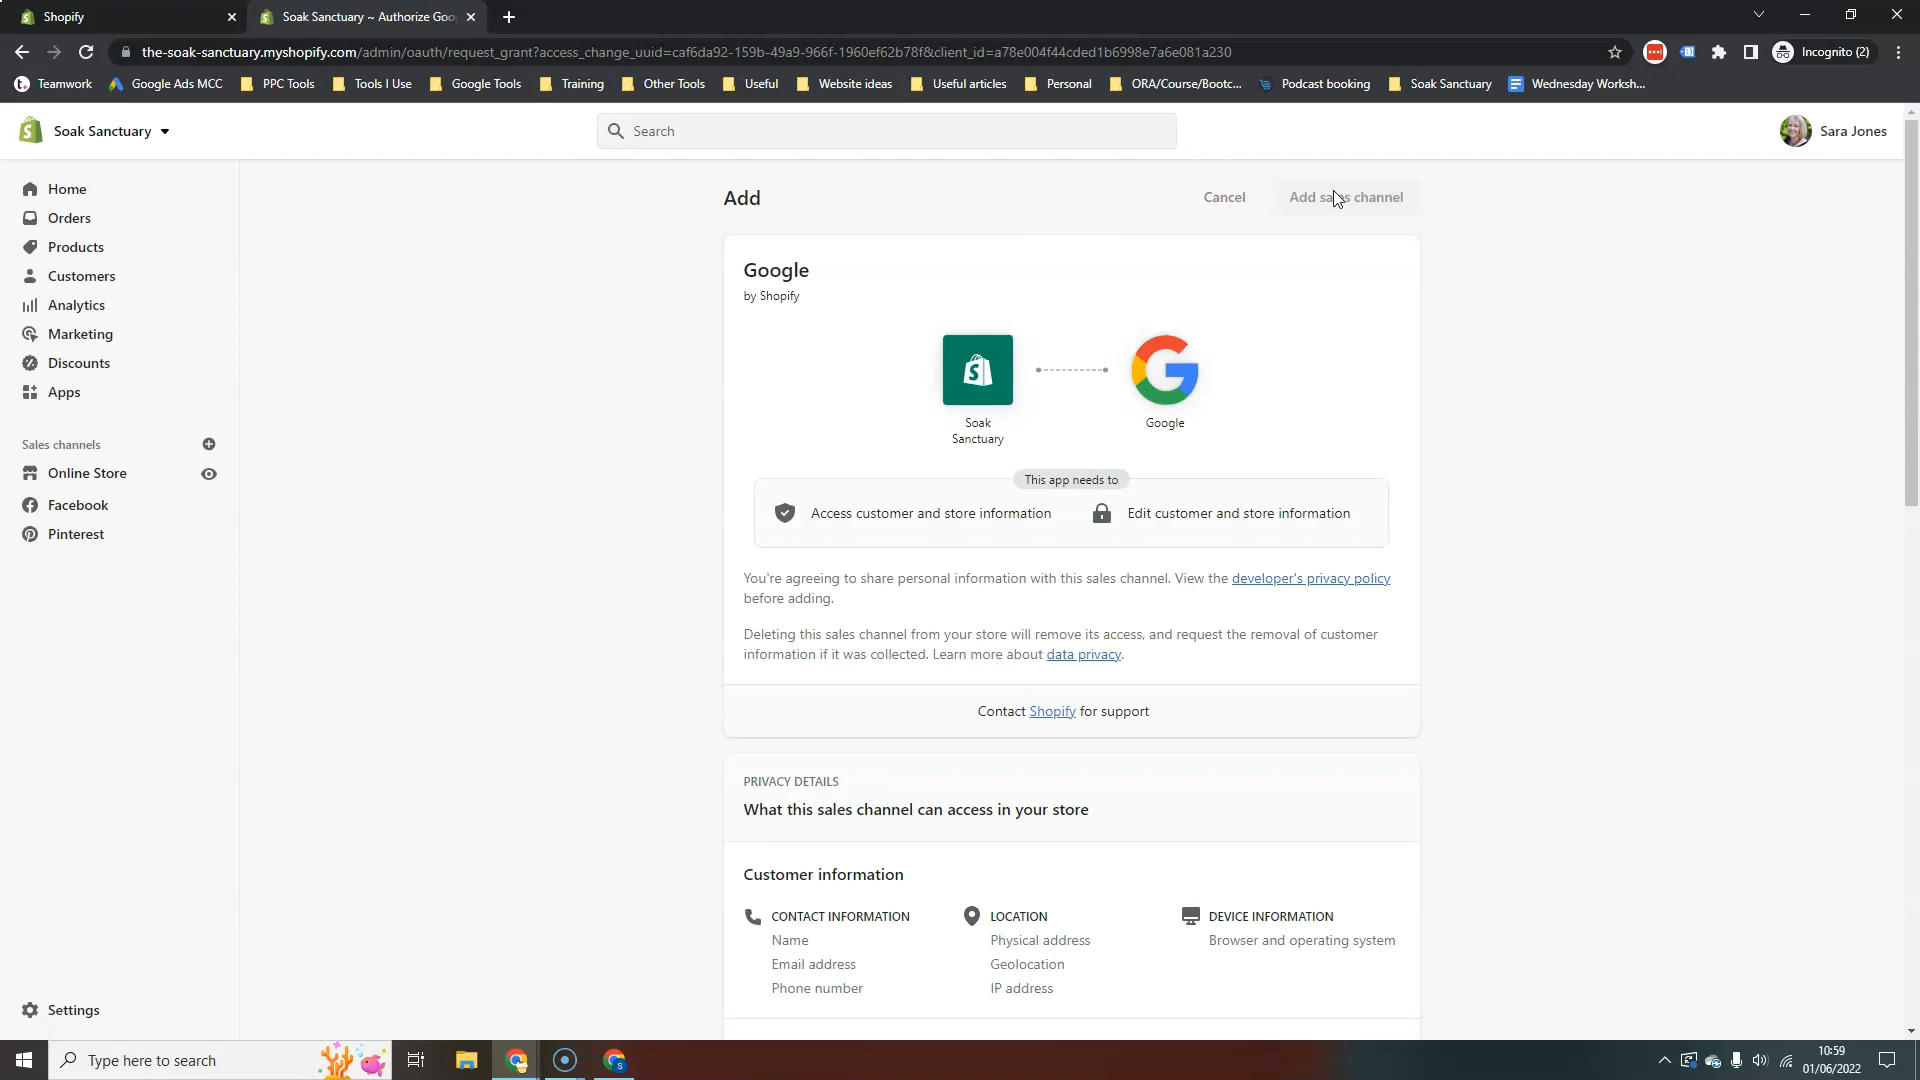 Shopify
Soak Sanctuary ~ Authorize Goo
the-soak-sanctuary.myshopify.com/admin/oauth/request_grant?access_change_uuid=caf6da92-159b-49a9-966f-1960ef62b78f&client_id=a78e004f44cded1b6998e7a6e081a230
Incognito (2)
Teamwork
Google Ads MCC
PPC Tools
Tools I Use
Google Tools
Training
Other Tools
Useful
Website ideas
Useful articles
Personal
ORA/Course/Bootc...
Podcast booking
Soak Sanctuary
Wednesday Worksh...
Soak Sanctuary
Search
Sara Jones
Home
Orders
Products
Customers
Analytics
Marketing
Discounts
Apps
Sales channels
Online Store
Facebook
Pinterest
Settings
Add
Cancel
Add sales channel
Google
by Shopify
Soak
Sanctuary
Google
This app needs to
Access customer and store information
Edit customer and store information
You're agreeing to share personal information with this sales channel. View the developer's privacy policy
before adding.
Deleting this sales channel from your store will remove its access, and request the removal of customer
information if it was collected. Learn more about data privacy.
Contact Shopify for support
PRIVACY DETAILS
What this sales channel can access in your store
Customer information
CONTACT INFORMATION
Name
Email address
Phone number
LOCATION
Physical address
Geolocation
IP address
DEVICE INFORMATION
Browser and operating system
Type here to search
10:59
01/06/2022